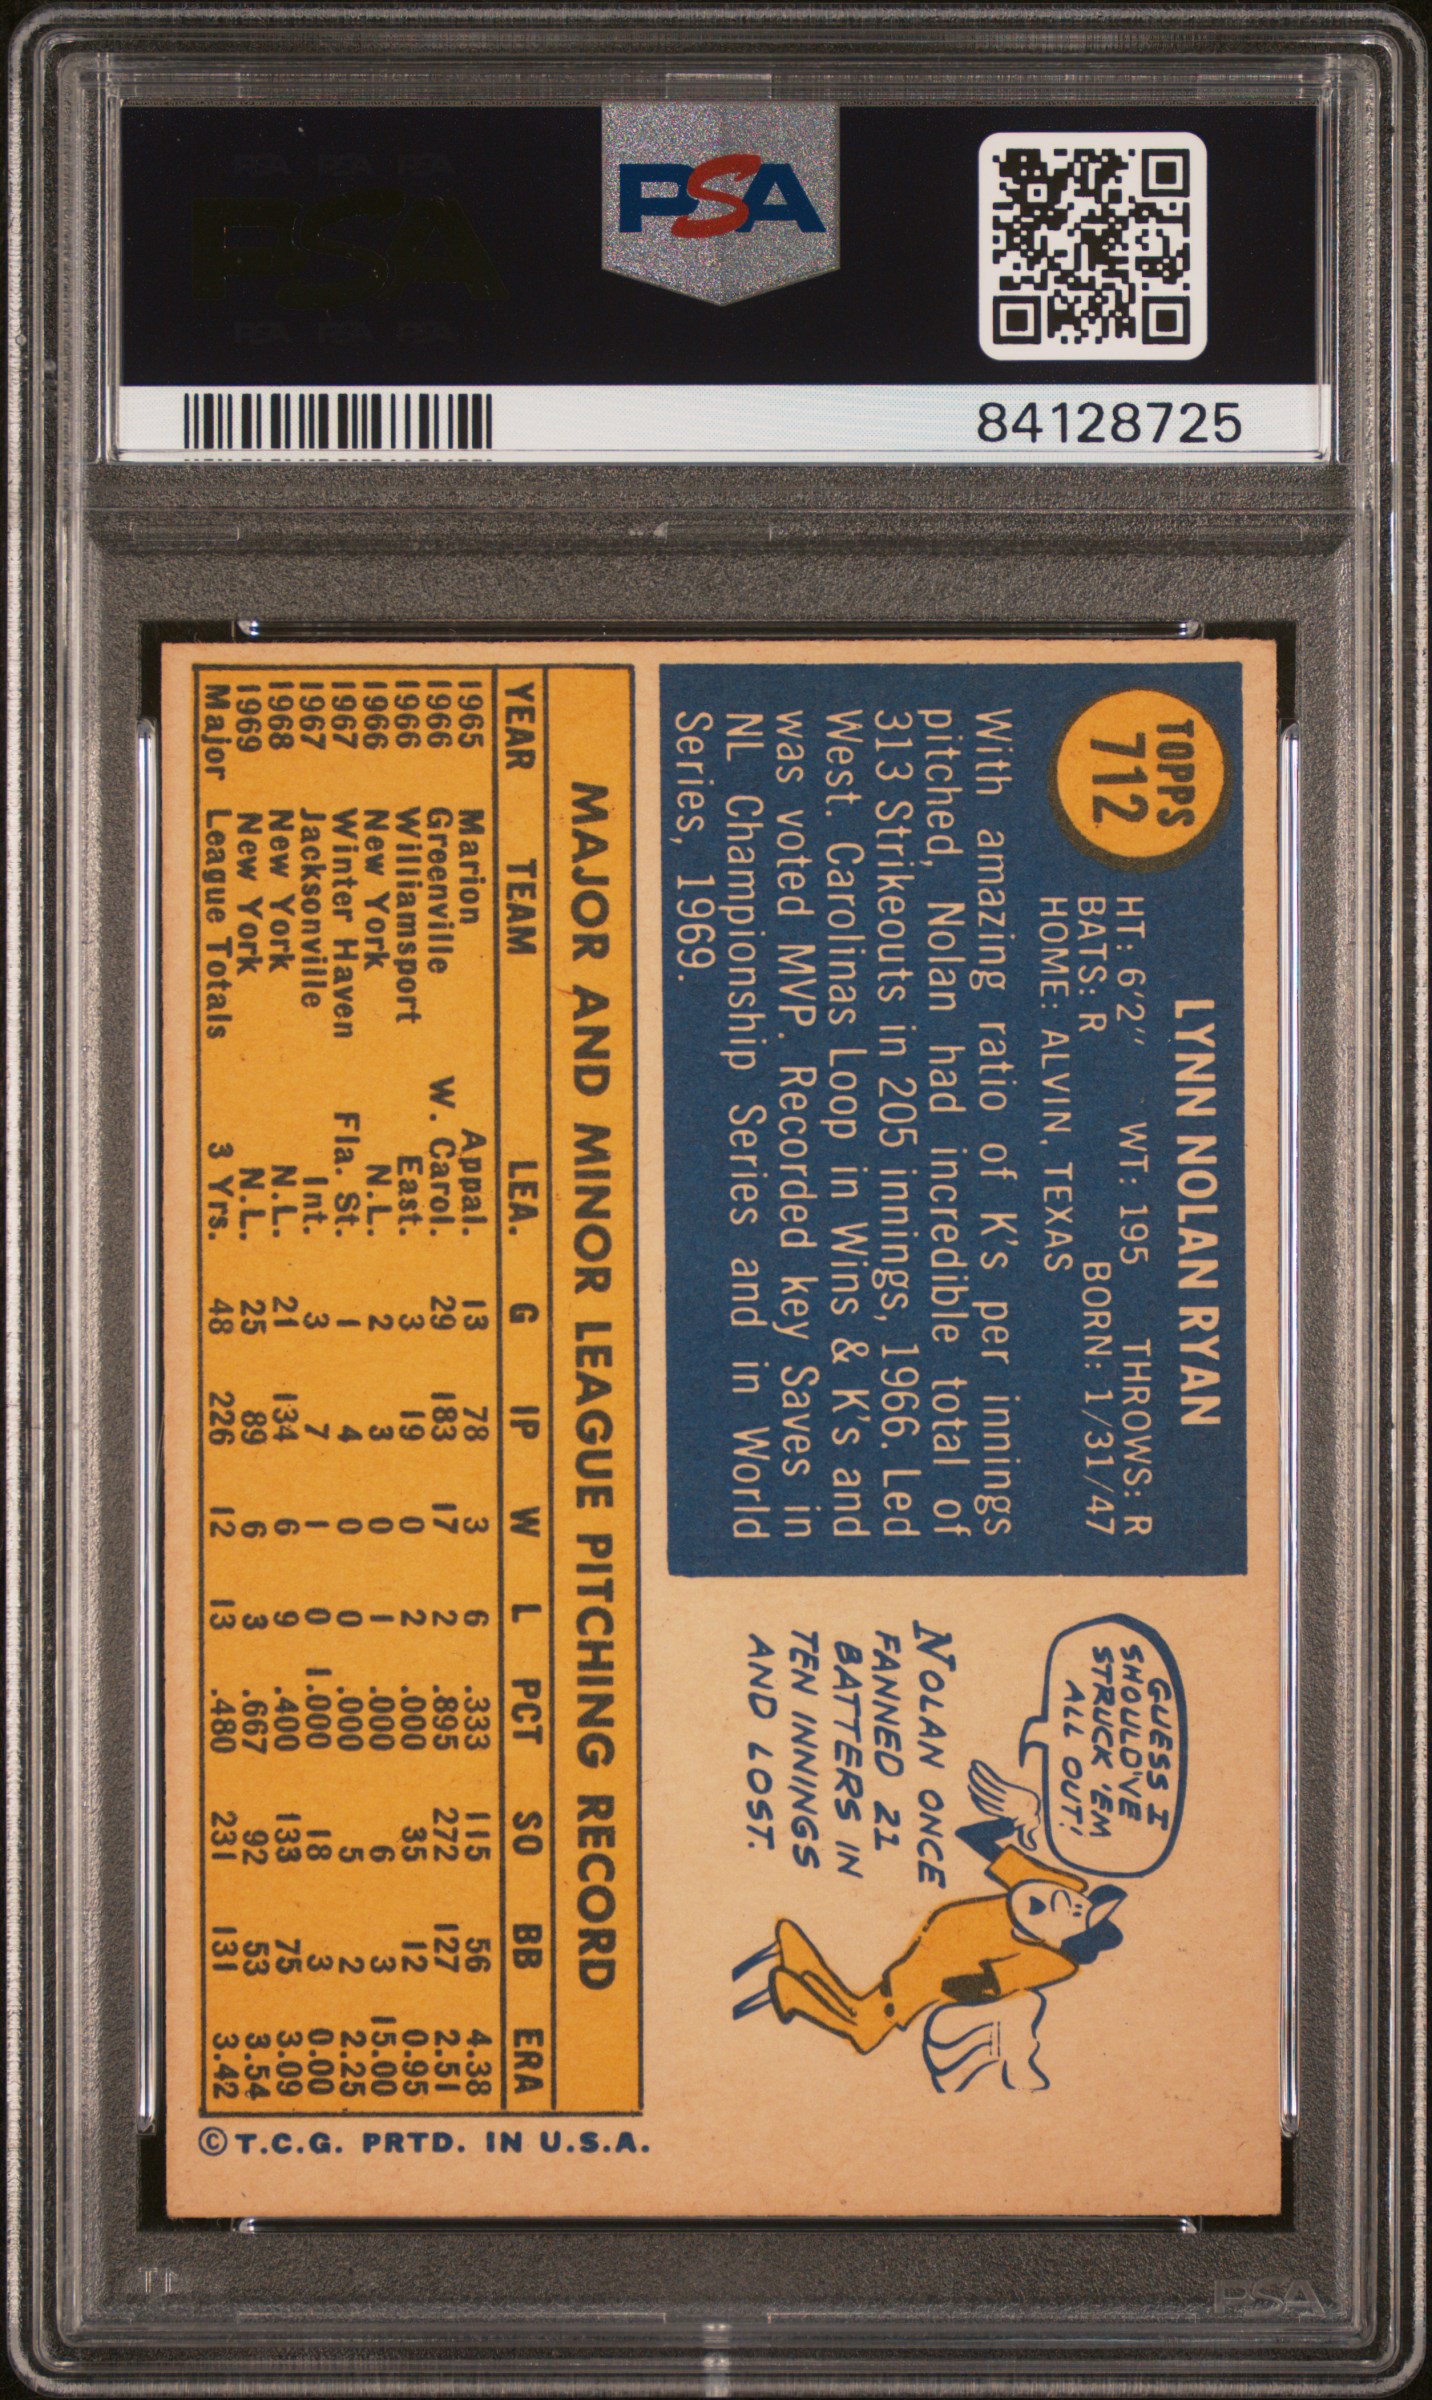 PSA
84128725
TOPPS
712
LYNN NOLAN RYAN
HT: 6'2" WT: 195 THROWS: R
BATS: R BORN: 1/31/47
HOME: ALVIN, TEXAS
With amazing ratio of K's per innings
pitched, Nolan had incredible total of
313 Strikeouts in 205 innings, 1966. Led
West. Carolinas Loop in Wins & K's and
was voted MVP. Recorded key Saves in
NL Championship Series and in World
Series, 1969.
GUESS I
SHOULD'VE
STRUCK 'EM
ALL OUT!
NOLAN ONCE
FANNED 21
BATTERS IN
TEN INNINGS
AND LOST.
MAJOR AND MINOR LEAGUE PITCHING RECORD
YEAR TEAM LEA. G IP W L PCT SO BB ERA
1965 Marion Appal. 13 78 3 6 .333 115 56 4.38
1966 Greenville W. Carol. 29 183 17 2 .895 272 127 2.51
1966 Williamsport East. 3 19 0 2 .000 35 12 0.95
1966 New York N.L. 2 3 0 1 .000 6 3 15.00
1967 Winter Haven Fla. St. 1 4 0 0 .000 5 2 2.25
1967 Jacksonville Int. 3 7 1 0 1.000 18 3 0.00
1968 New York N.L. 21 134 6 9 .400 133 75 3.09
1969 New York N.L. 25 89 6 3 .667 92 53 3.54
Major League Totals 3 Yrs. 48 226 12 13 .480 231 131 3.42
© T.C.G. PRTD. IN U.S.A.
PSA